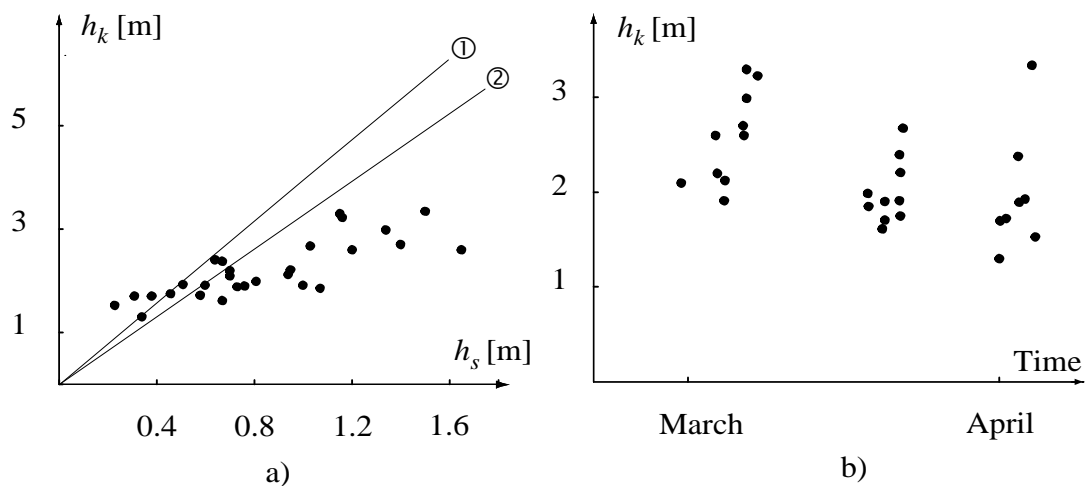 h_k [m]
①
②
5
3
1
h_s [m]
0.4 0.8 1.2 1.6
a)
h_k [m]
3
2
1
Time
March April
b)